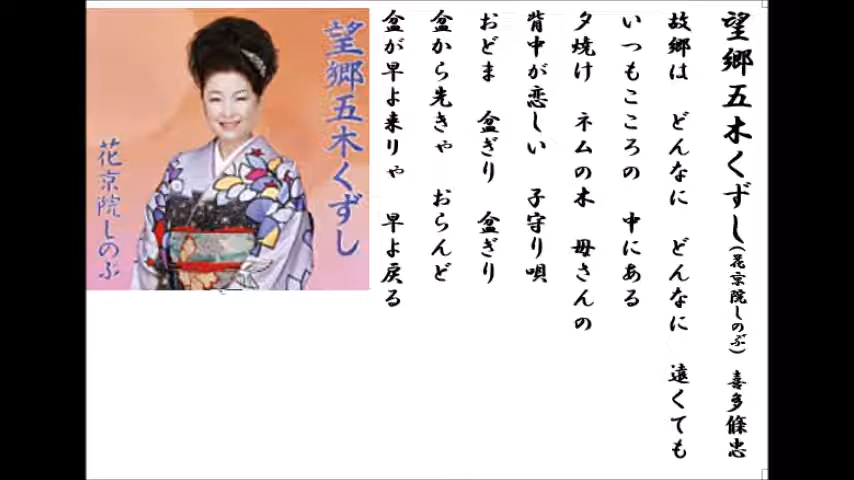 望郷五木くずし(花京院しのぶ) 喜多條忠
故郷は どんなに どんなに 遠くても
いつもこころの 中にある
夕焼け ネムの木 母さんの
背中が恋しい 子守り唄
おどま 盆ぎり 盆ぎり
盆から先きゃ おらんど
盆が早よ来りゃ 早よ戻る
望郷五木くずし
花京院しのぶ